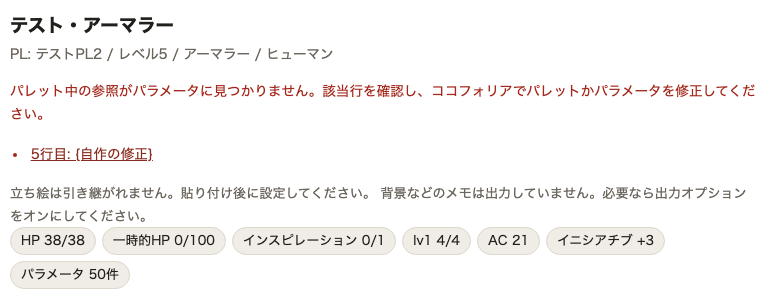 テスト・アーマラー
PL: テストPL2 / レベル5 / アーマラー / ヒューマン
パレット中の参照がパラメータに見つかりません。該当行を確認し、ココフォリアでパレットかパラメータを修正してくだ
さい。
• 5行目: {自作の修正}
立ち絵は引き継がれません。貼り付け後に設定してください。 背景などのメモは出力していません。必要なら出力オプション
をオンにしてください。
HP 38/38 一時的HP 0/100 インスピレーション 0/1 lv1 4/4 AC 21 イニシアチブ +3
パラメータ 50件